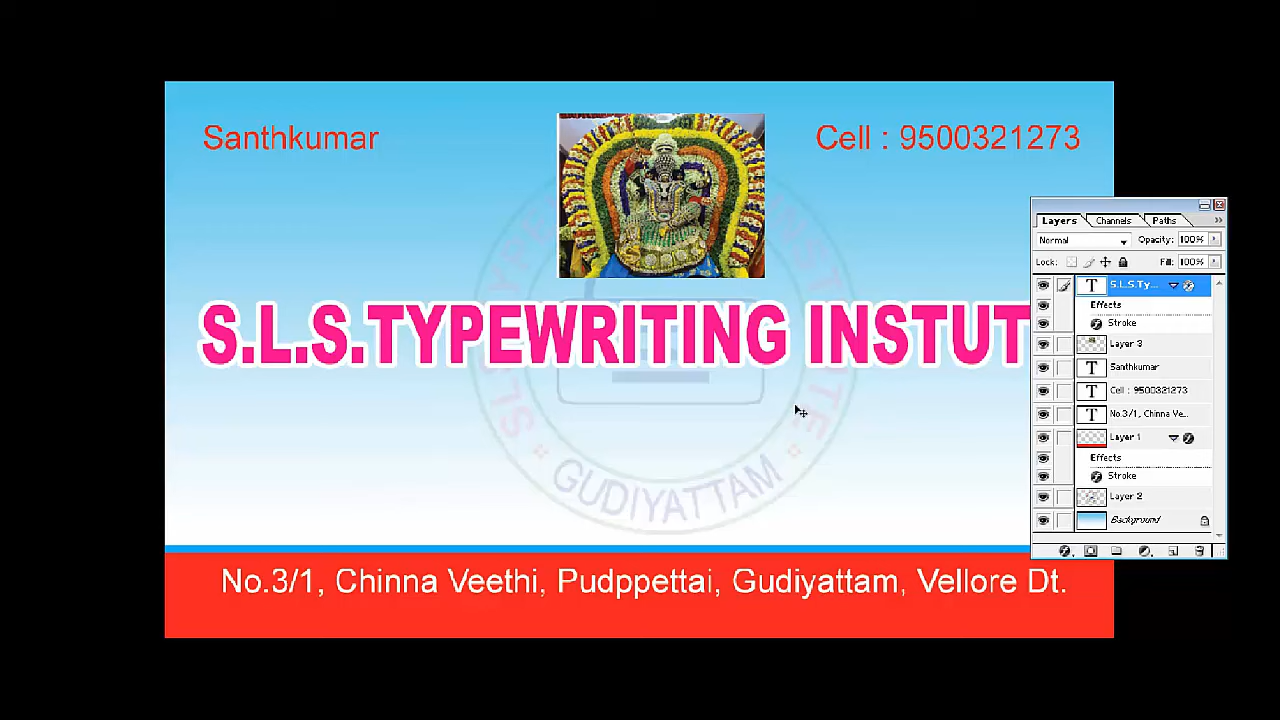 Santhkumar
Cell : 9500321273
S.L.S.TYPEWRITING INSTUT
GUDIYATTAM
No.3/1, Chinna Veethi, Pudppettai, Gudiyattam, Vellore Dt.
Layers Channels Paths
Normal Opacity: 100%
Lock: Fill: 100%
S.L.S.Ty...
Effects
Stroke
Layer 3
Santhkumar
Cell : 9500321273
No.3/1, Chinna Ve...
Layer 1
Effects
Stroke
Layer 2
Background